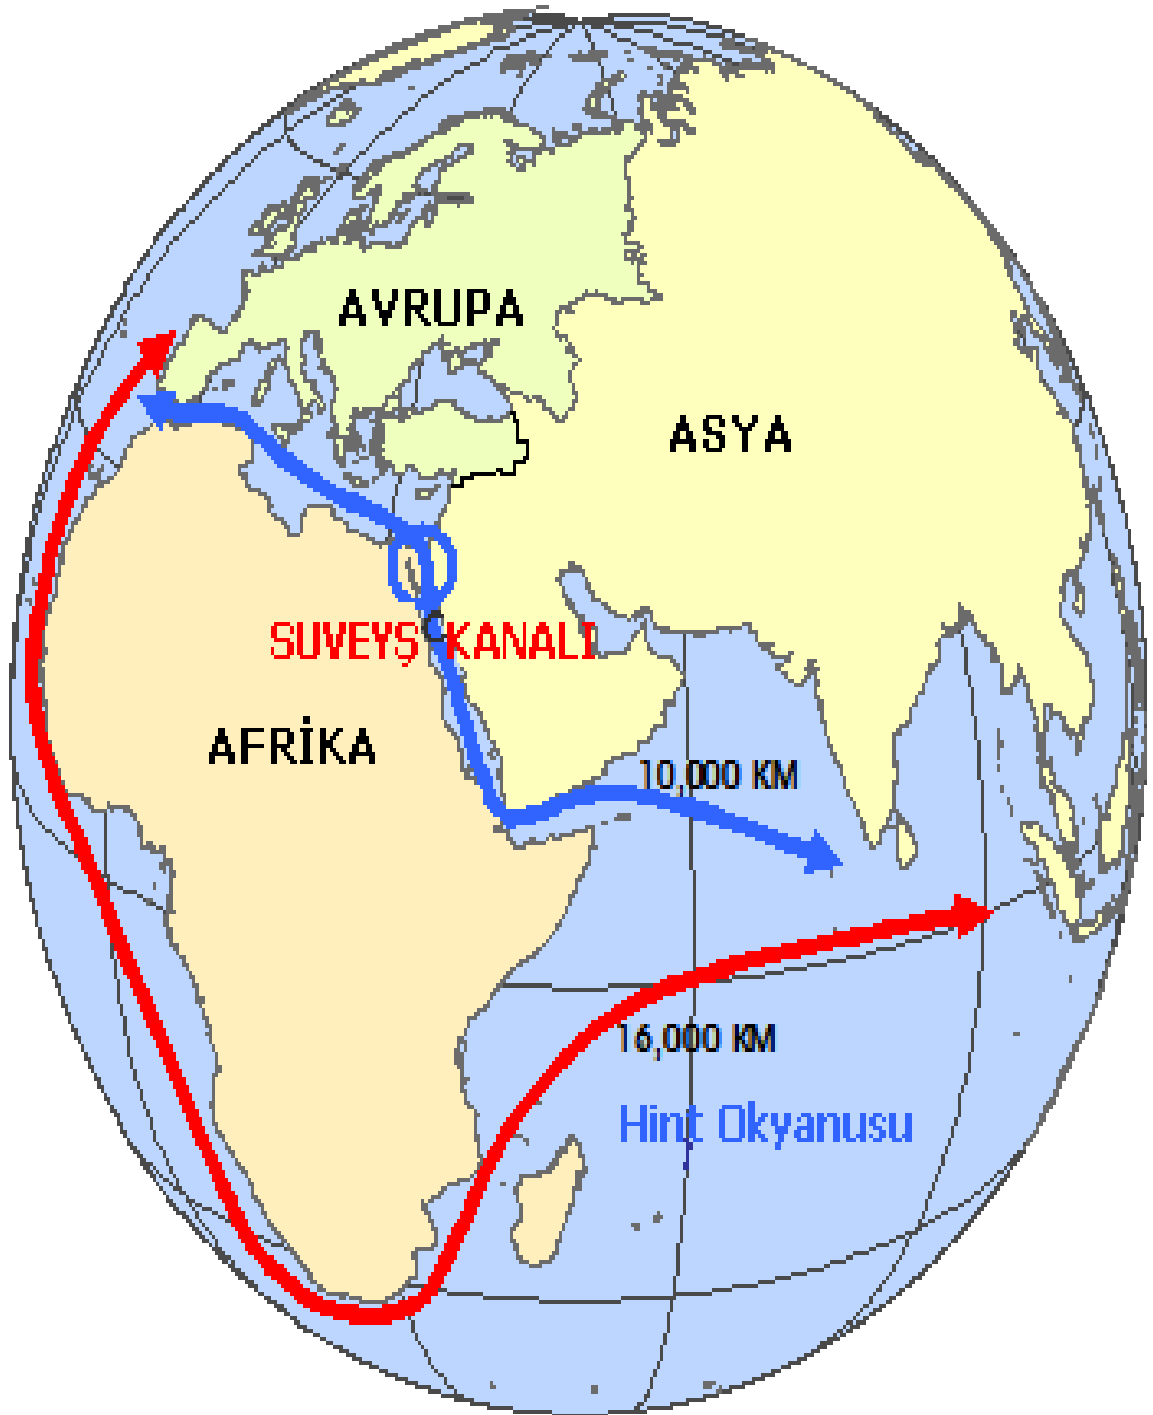 AVRUPA
ASYA
SUVEYŞ KANALI
AFRİKA
10,000 KM
16,000 KM
Hint Okyanusu